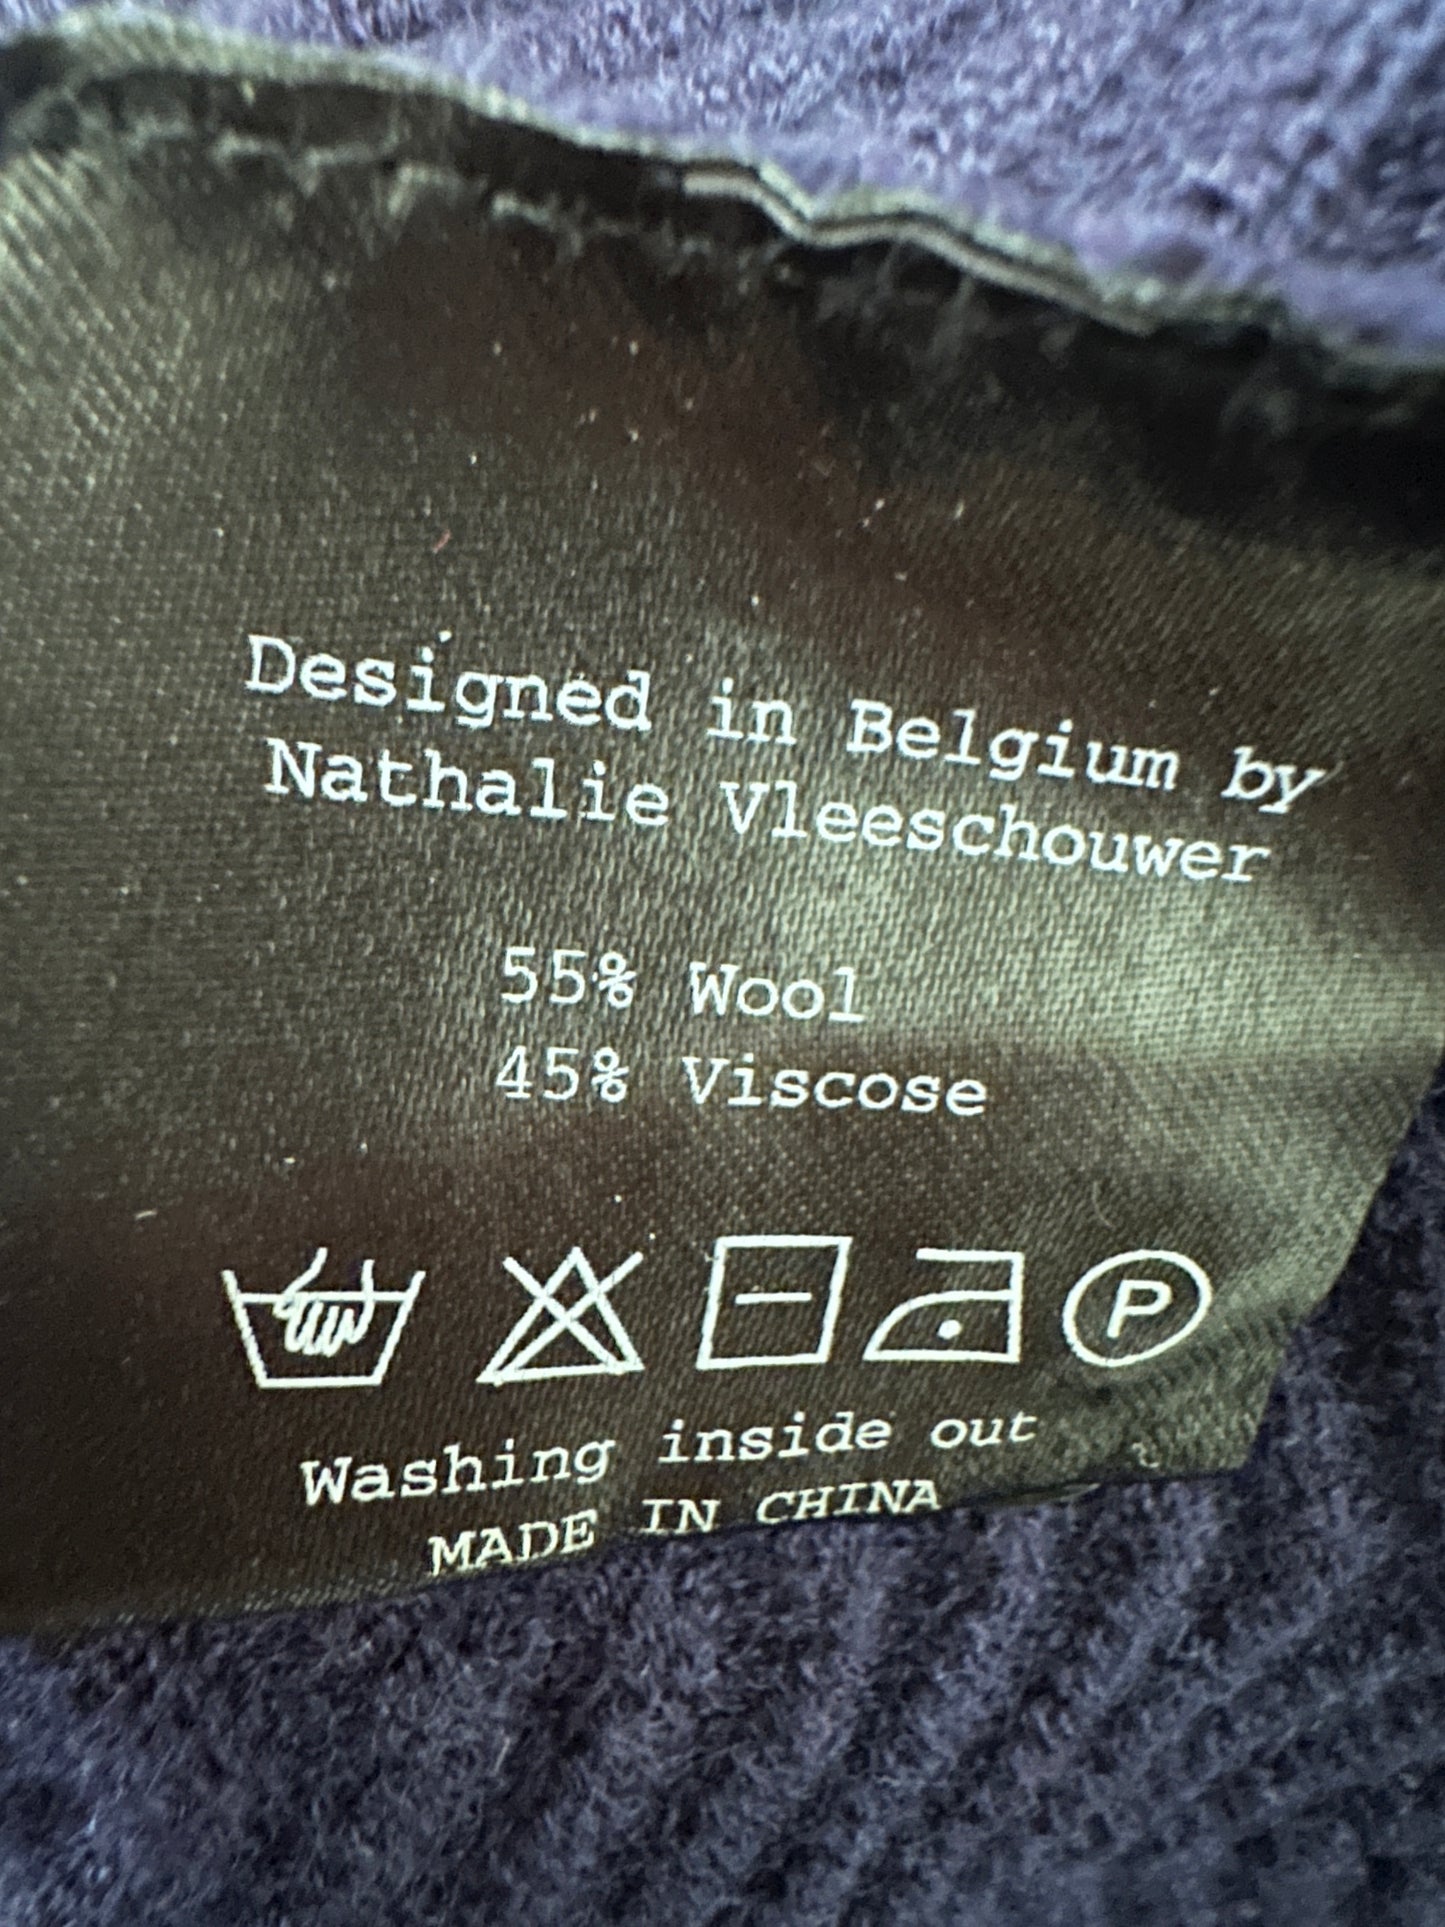 Designed in Belgium by
Nathalie Vleeschouwer
55% Wool
45% Viscose
P
Washing inside out
MADE IN CHINA